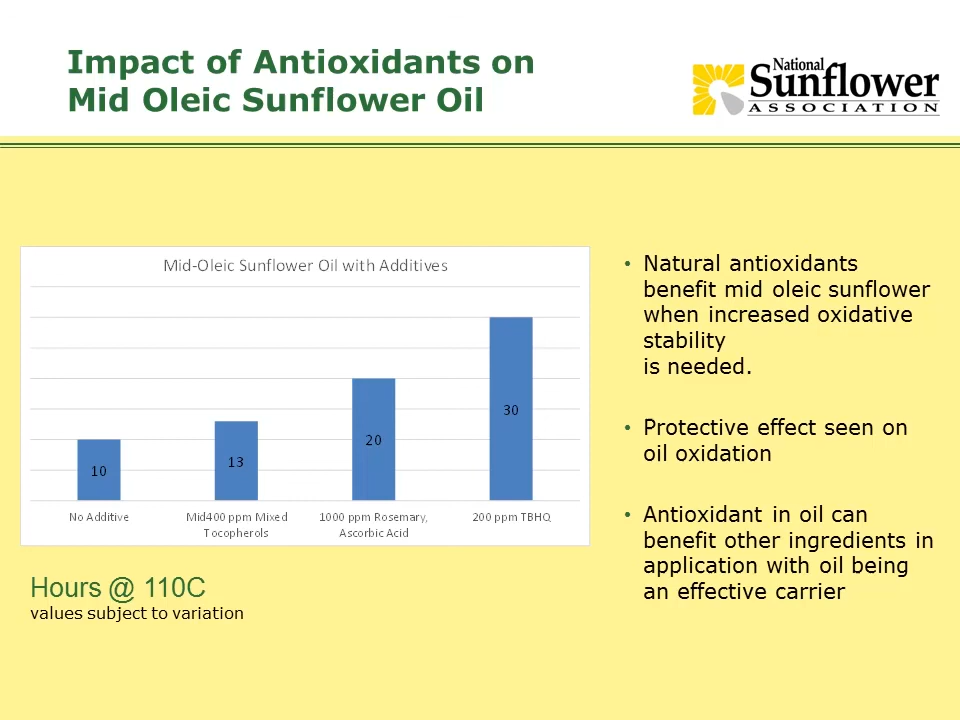 Impact of Antioxidants on
Mid Oleic Sunflower Oil
National
Sunflower
ASSOCIATION
Mid-Oleic Sunflower Oil with Additives
10
13
20
30
No Additive
Mid400 ppm Mixed
Tocopherols
1000 ppm Rosemary,
Ascorbic Acid
200 ppm TBHQ
Hours @ 110C
values subject to variation
• Natural antioxidants
benefit mid oleic sunflower
when increased oxidative
stability
is needed.
• Protective effect seen on
oil oxidation
• Antioxidant in oil can
benefit other ingredients in
application with oil being
an effective carrier